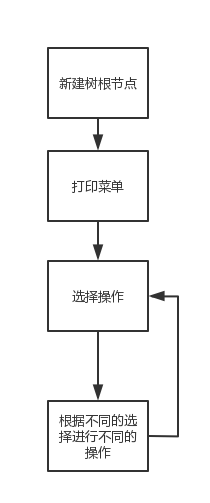 新建树根节点
打印菜单
选择操作
根据不同的选
择进行不同的
操作